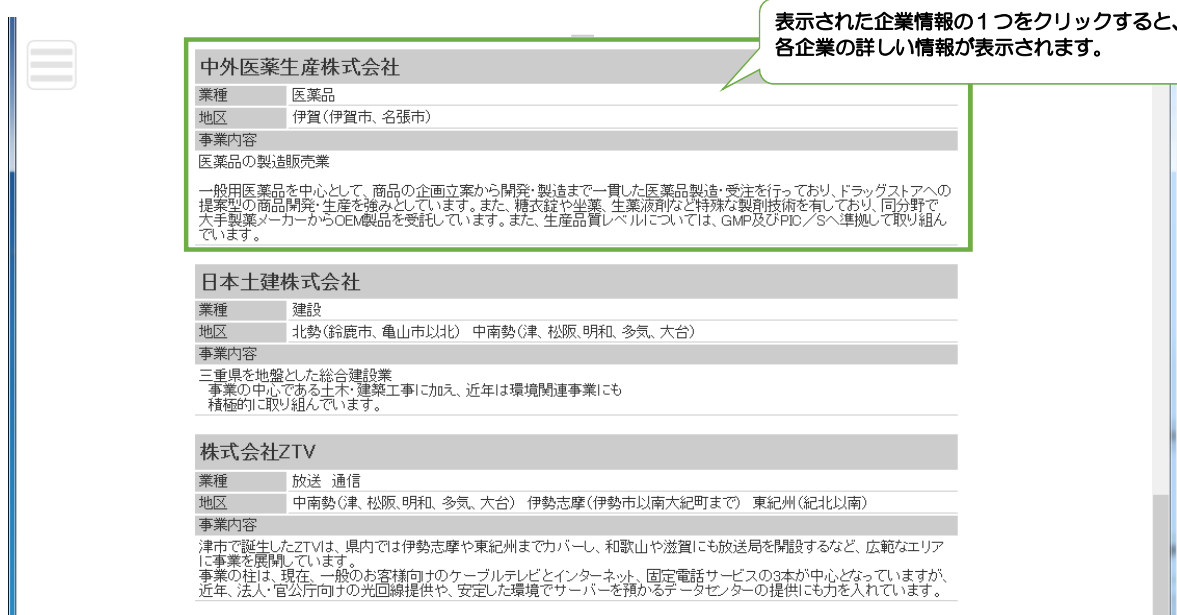 表示された企業情報の１つをクリックすると、
各企業の詳しい情報が表示されます。
中外医薬生産株式会社
業種 医薬品
地区 伊賀(伊賀市、名張市)
事業内容
医薬品の製造販売業
一般用医薬品を中心として、商品の企画立案から開発・製造まで一貫した医薬品製造・受注を行っており、ドラッグストアへの
提案型の商品開発・生産を強みとしています。また、糖衣錠や坐薬、生薬液剤など特殊な製剤技術を有しており、同分野で
大手製薬メーカーからOEM製品を受託しています。また、生産品質レベルについては、GMP及びPIC／Sへ準拠して取り組ん
でいます。
日本土建株式会社
業種 建設
地区 北勢(鈴鹿市、亀山市以北) 中南勢(津、松阪、明和、多気、大台)
事業内容
三重県を地盤とした総合建設業
事業の中心である土木・建築工事に加え、近年は環境関連事業にも
積極的に取り組んでいます。
株式会社ZTV
業種 放送 通信
地区 中南勢(津、松阪、明和、多気、大台) 伊勢志摩(伊勢市以南大紀町まで) 東紀州(紀北以南)
事業内容
津市で誕生したZTVは、県内では伊勢志摩や東紀州までカバーし、和歌山や滋賀にも放送局を開設するなど、広範なエリア
に事業を展開しています。
事業の柱は、現在、一般のお客様向けのケーブルテレビとインターネット、固定電話サービスの3本が中心となっていますが、
近年、法人・官公庁向けの光回線提供や、安定した環境でサーバーを預かるデータセンターの提供にも力を入れています。